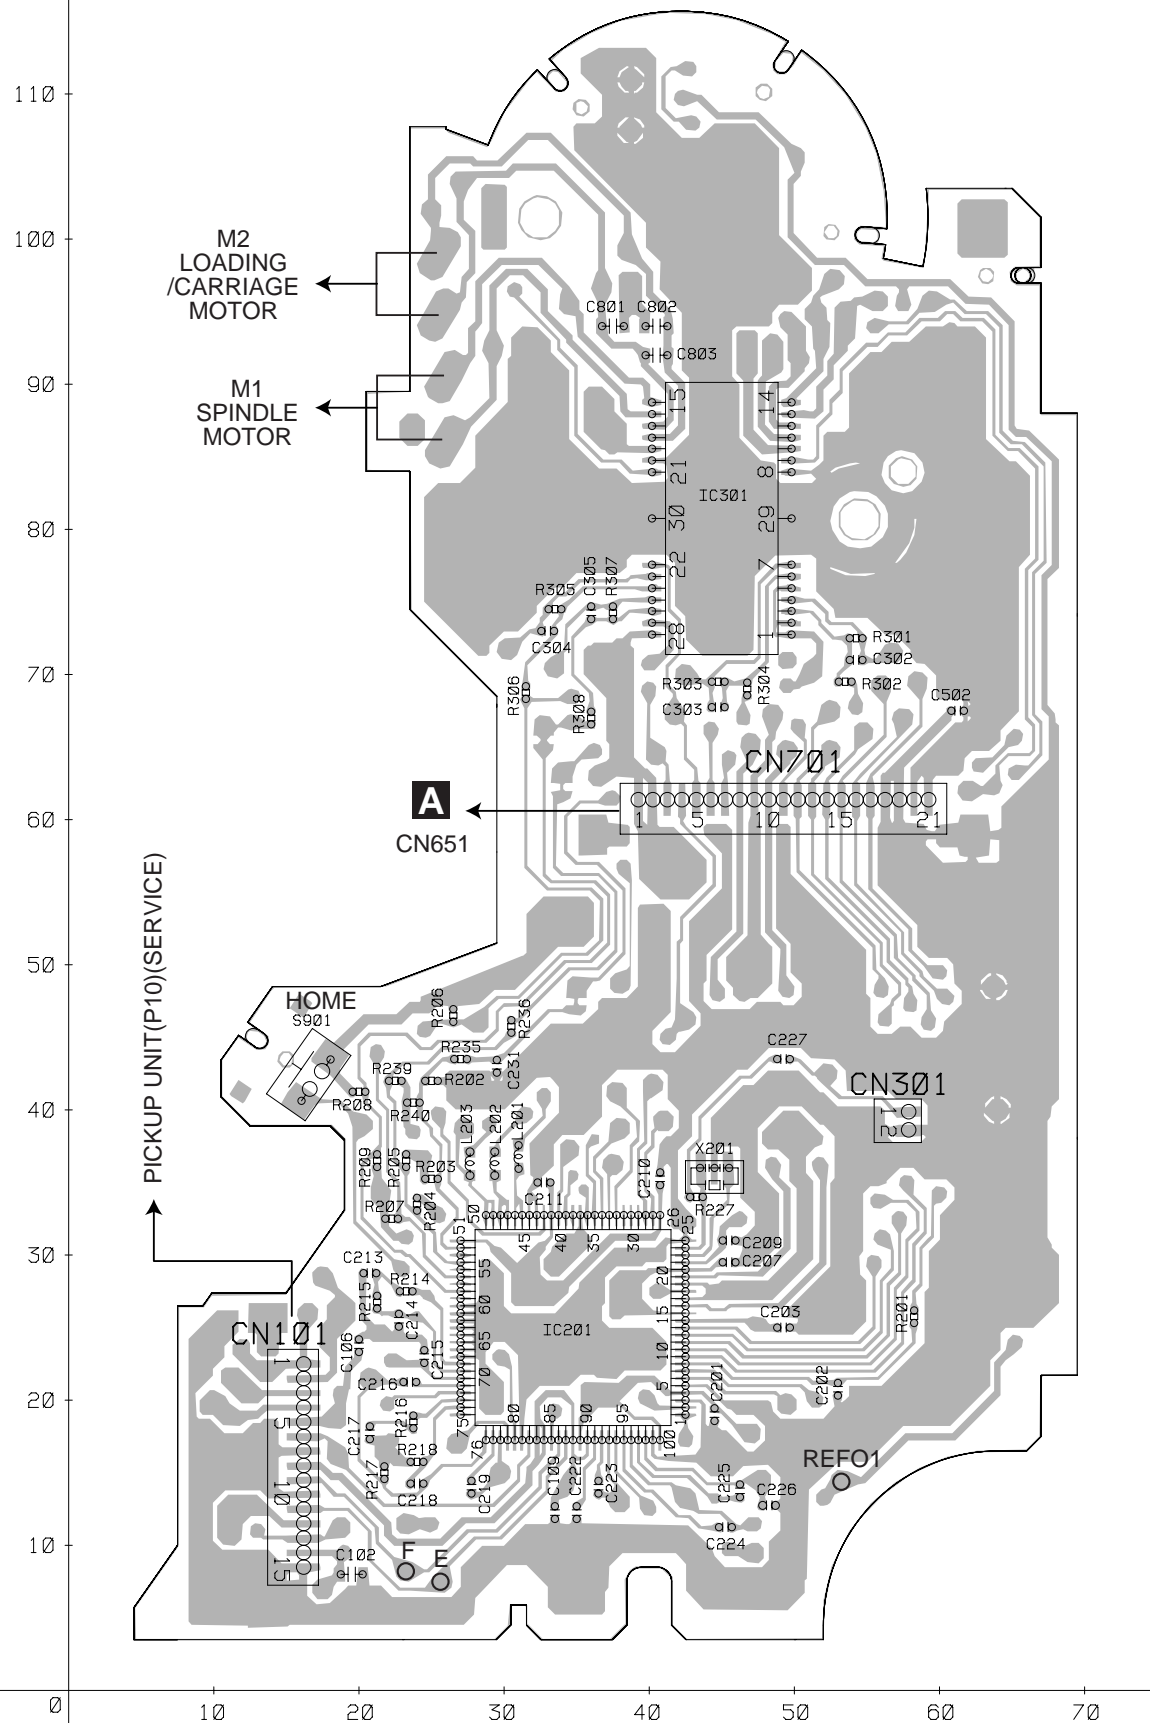 110
M2
LOADING
/CARRIAGE
MOTOR
100
C801 C802
C803
M1
SPINDLE
MOTOR
90
15 14
21 8
IC301
30 29
80
22 7
C305
R307
R305
C304
28 1
R301
C302
R302
R303
C303
R304
C502
70
R306
R308
CN701
A
1 5 10 15 21
60
CN651
PICKUP UNIT(P10)(SERVICE)
50
HOME
S901
R206
R236
R235
C231
C227
R239
R202
R208
R240
CN301
1
2
40
L203
L202
L201
X201
R209
R205
R203
C210
C211
R207
R204
R227
51
50
45
40
35
30
26
25
30
C209
C207
C213
R214
R215
C214
55
60
65
70
75
20
15
10
5
C203
R201
IC201
CN101
C106
C215
C216
C201
C202
20
1
5
10
15
C217
R216
R218
R217
C218
76
80
85
90
95
100
C219
C109
C222
C223
C225
C226
C224
REFO1
10
C102
F
E
0 10 20 30 40 50 60 70